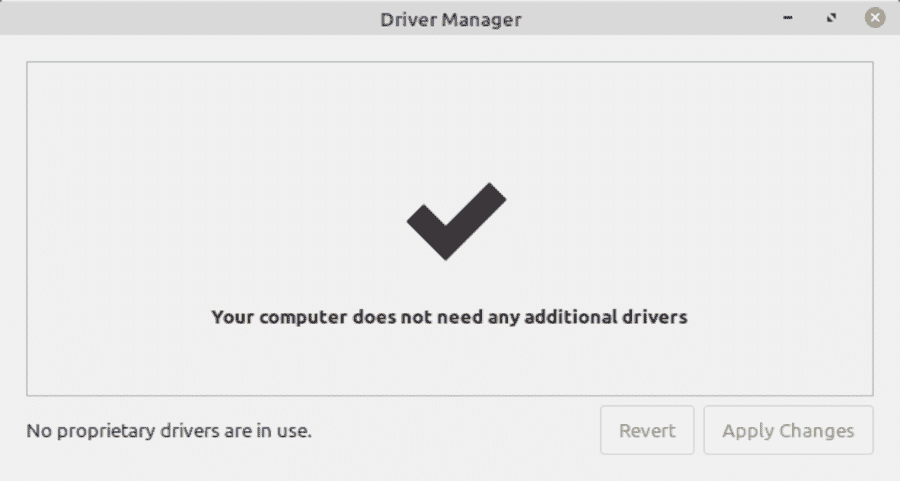 Driver Manager
Your computer does not need any additional drivers
No proprietary drivers are in use.
Revert
Apply Changes